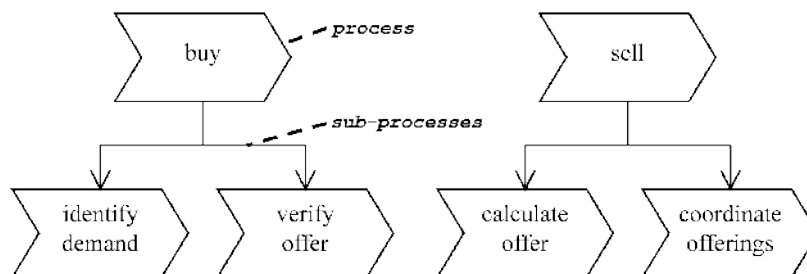 buy
process
sell
sub-processes
identify
demand
verify
offer
calculate
offer
coordinate
offerings